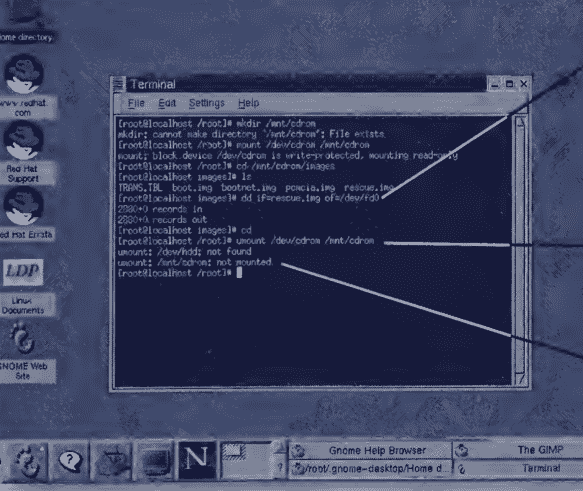 ome directory.
www.redhat.
com
Red Hat
Support
ed Hat Errata
LDP
Linux
Documents
GNOME Web
Site
Terminal
File Edit Settings Help
[root@localhost /root]# mkdir /mnt/cdrom
mkdir: cannot make directory `/mnt/cdrom': File exists
[root@localhost /root]# mount /dev/cdrom /mnt/cdrom
mount: block device /dev/cdrom is write-protected, mounting read-only
[root@localhost /root]# cd /mnt/cdrom/images
[root@localhost images]# ls
TRANS.TBL boot.img bootnet.img pcmcia.img rescue.img
[root@localhost images]# dd if=rescue.img of=/dev/fd0
2880+0 records in
2880+0 records out
[root@localhost images]# cd
[root@localhost /root]# umount /dev/cdrom /mnt/cdrom
umount: /dev/hdd: not found
umount: /mnt/cdrom: not mounted
[root@localhost /root]#
N
Gnome Help Browser
The GIMP
/root/.gnome-desktop/Home d...
Terminal